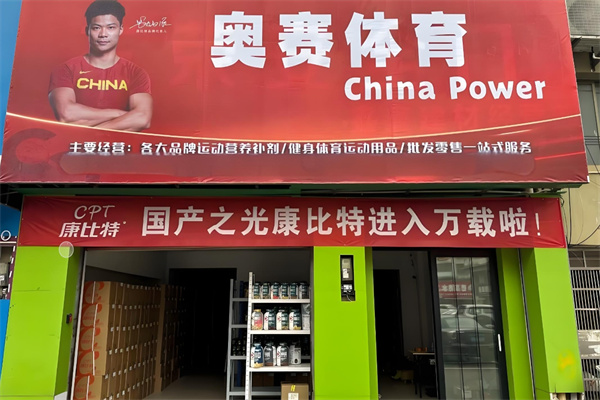 奥赛体育
China Power
CHINA
主要经营：各大品牌运动营养补剂/健身体育运动用品/批发零售一站式服务
CPT
康比特
国产之光康比特进入万载啦！